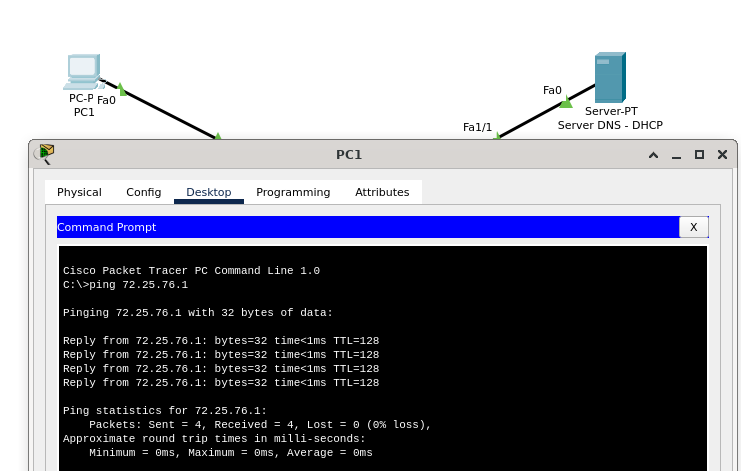 PC-P Fa0
PC1
Fa0
Server-PT
Fa1/1
Server DNS - DHCP
PC1
Physical Config Desktop Programming Attributes
Command Prompt X
Cisco Packet Tracer PC Command Line 1.0
C:\>ping 72.25.76.1
Pinging 72.25.76.1 with 32 bytes of data:
Reply from 72.25.76.1: bytes=32 time<1ms TTL=128
Reply from 72.25.76.1: bytes=32 time<1ms TTL=128
Reply from 72.25.76.1: bytes=32 time<1ms TTL=128
Reply from 72.25.76.1: bytes=32 time<1ms TTL=128
Ping statistics for 72.25.76.1:
Packets: Sent = 4, Received = 4, Lost = 0 (0% loss),
Approximate round trip times in milli-seconds:
Minimum = 0ms, Maximum = 0ms, Average = 0ms